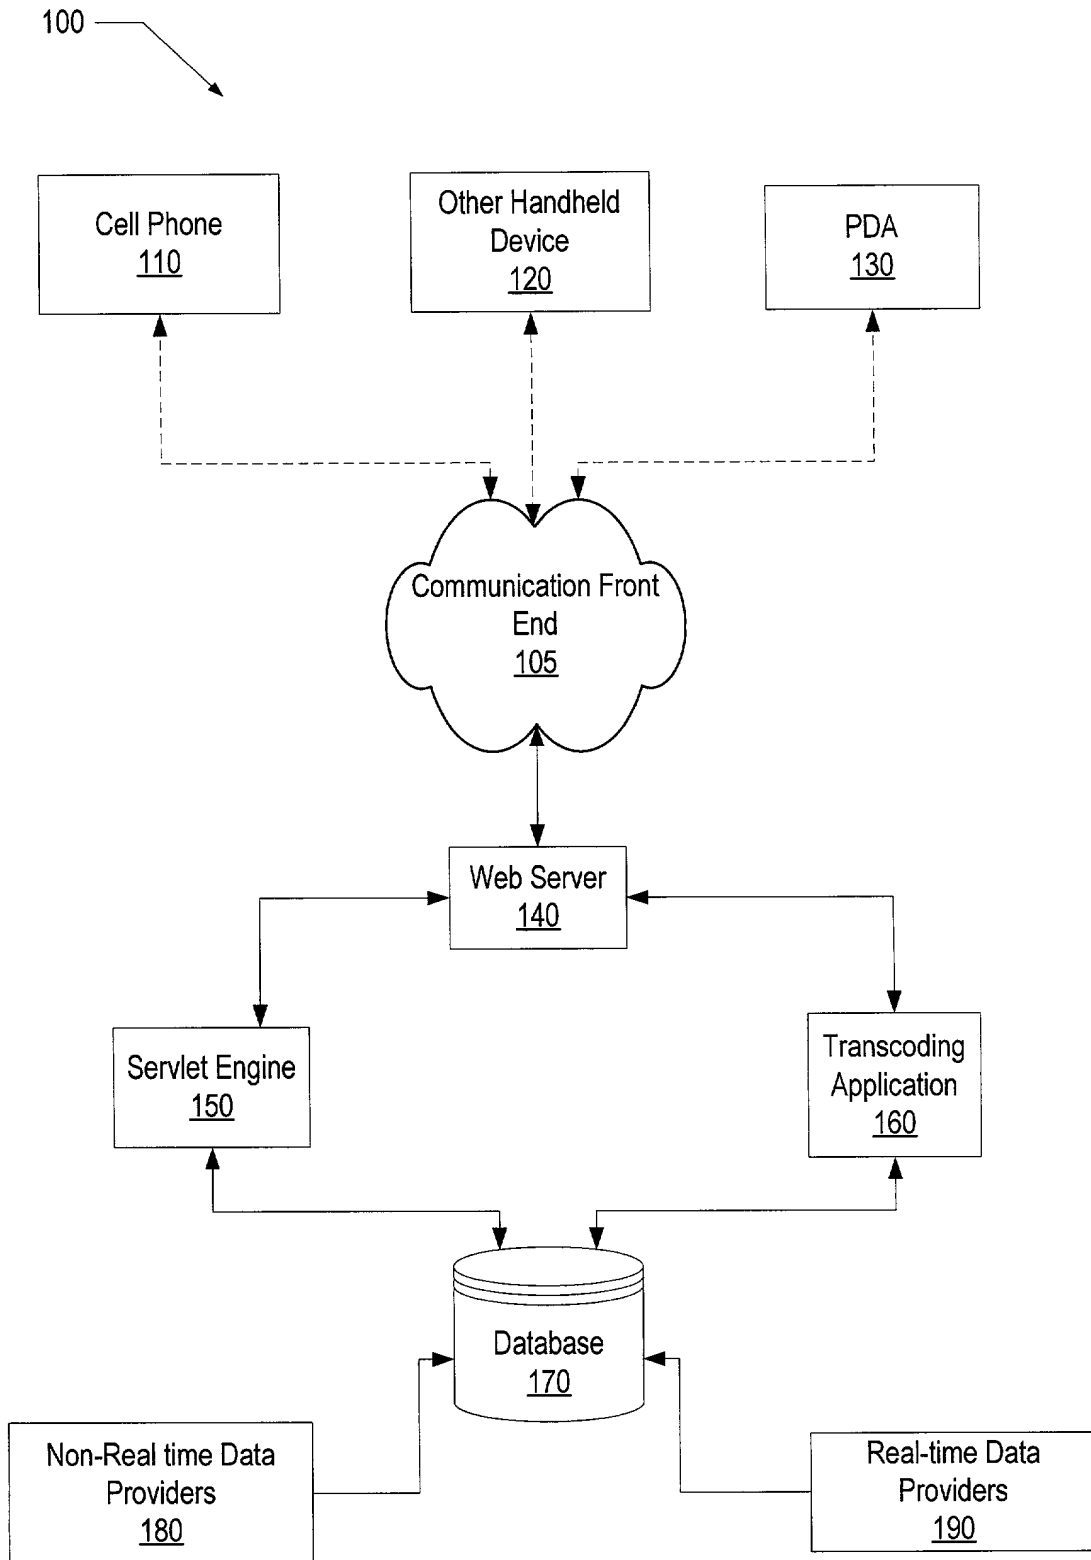 100
Cell Phone
110
Other Handheld
Device
120
PDA
130
Communication Front
End
105
Web Server
140
Servlet Engine
150
Transcoding
Application
160
Database
170
Non-Real time Data
Providers
180
Real-time Data
Providers
190